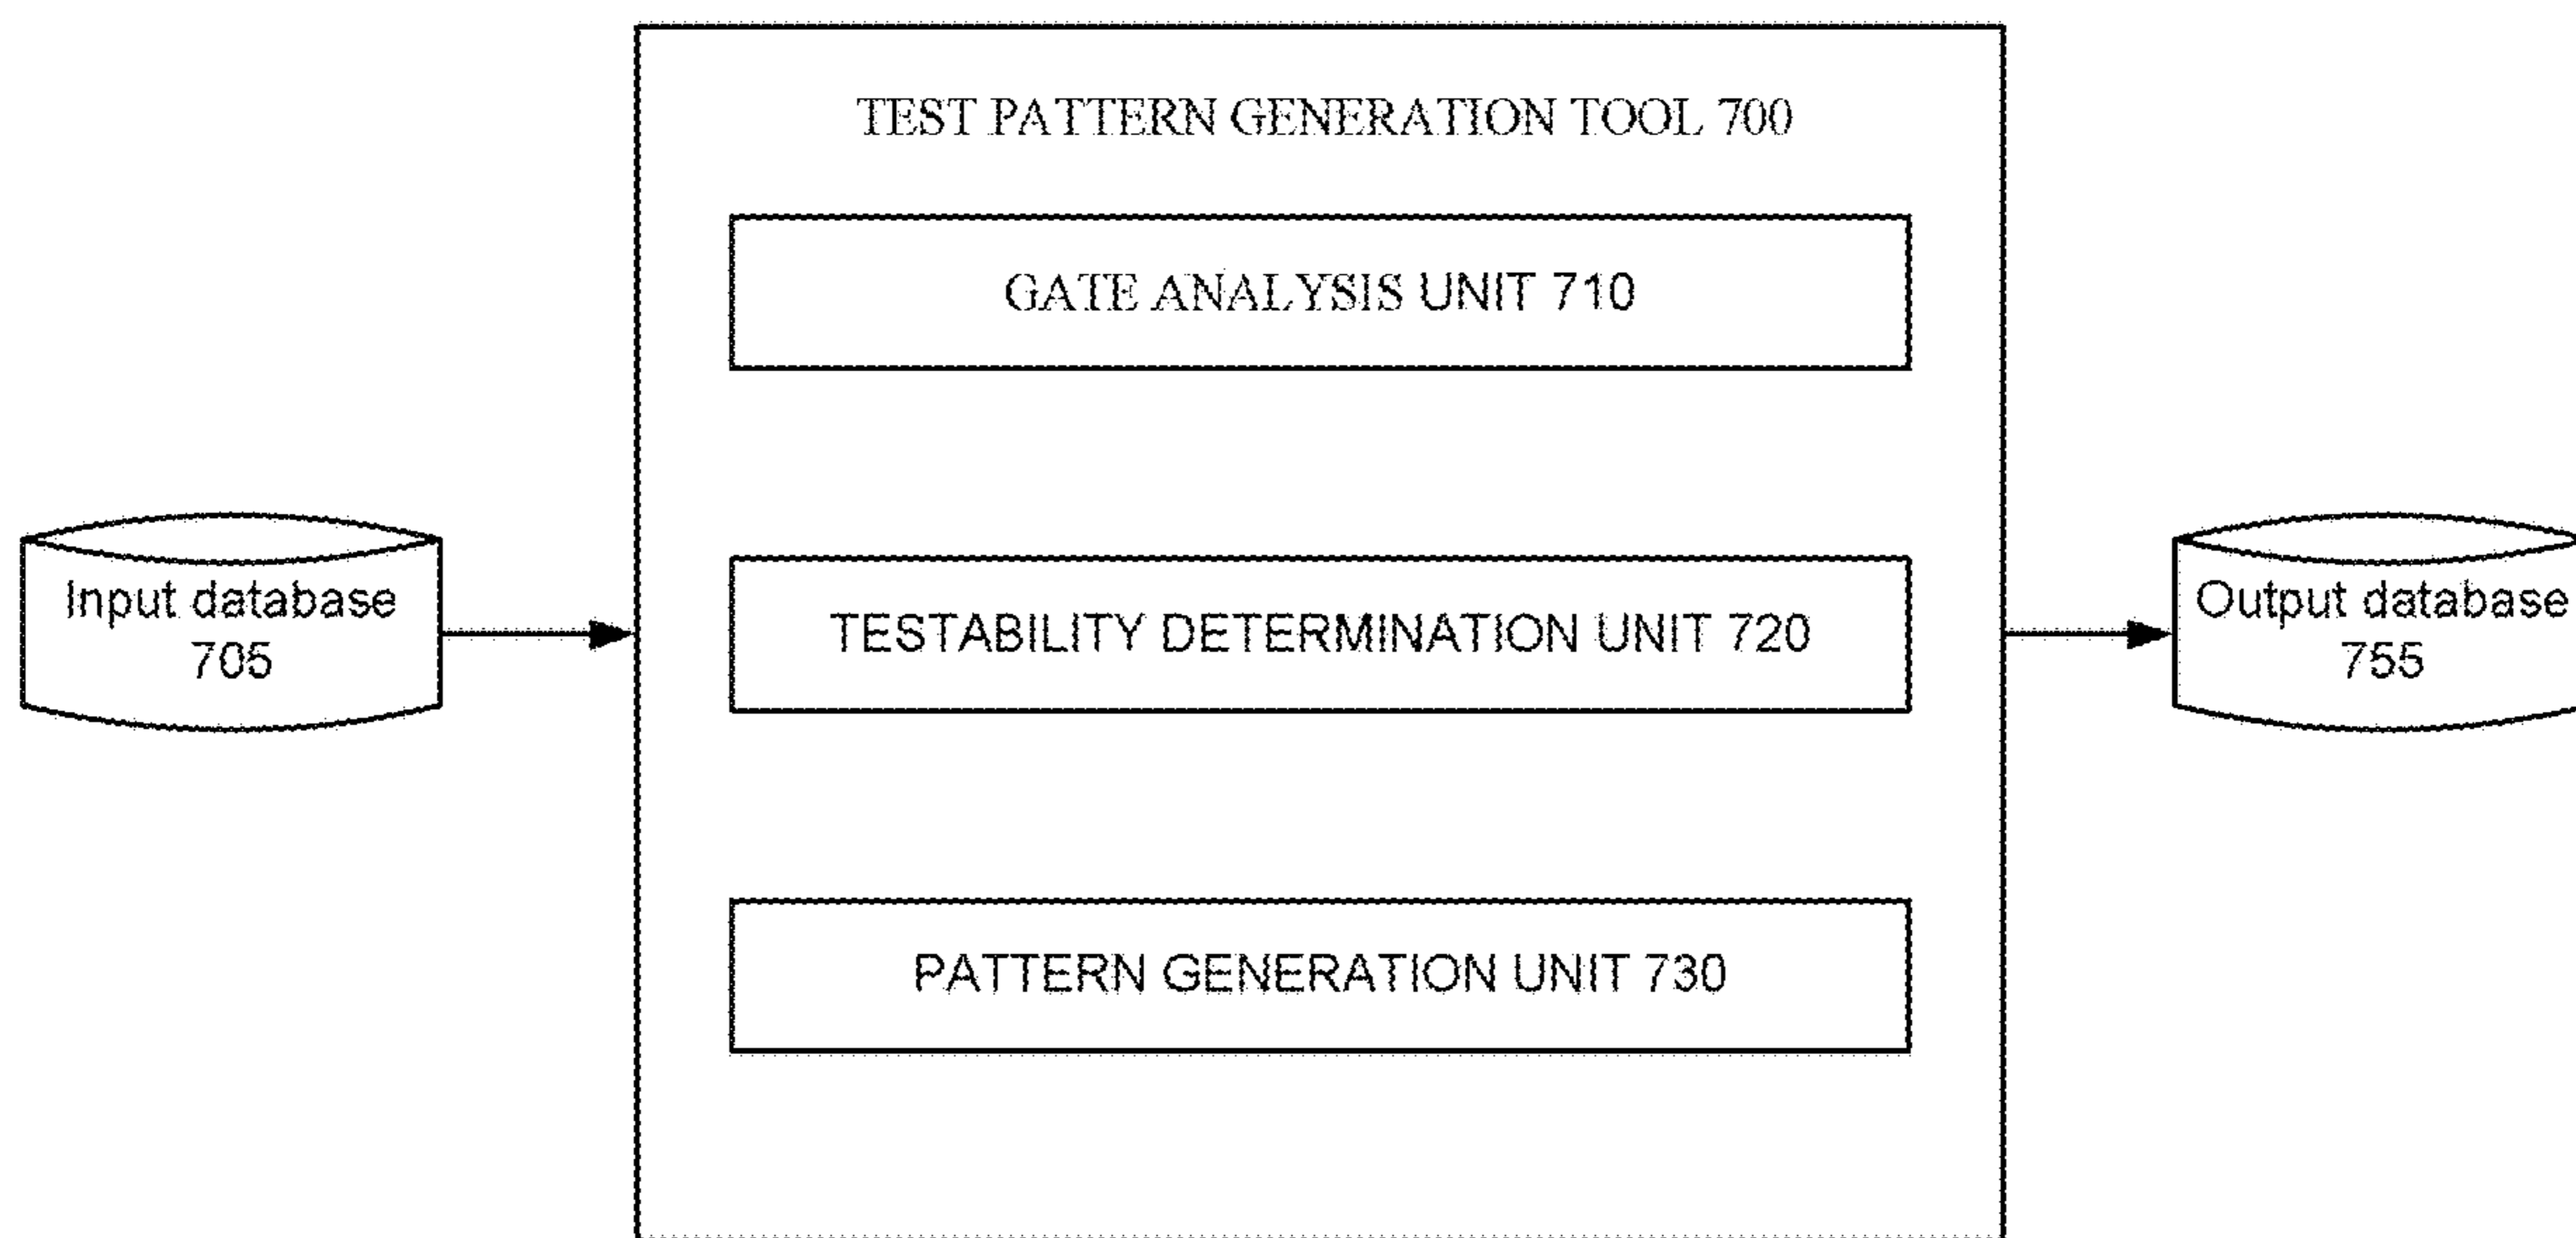 TEST PATTERN GENERATION TOOL 700
GATE ANALYSIS UNIT 710
Input database
705
TESTABILITY DETERMINATION UNIT 720
Output database
755
PATTERN GENERATION UNIT 730